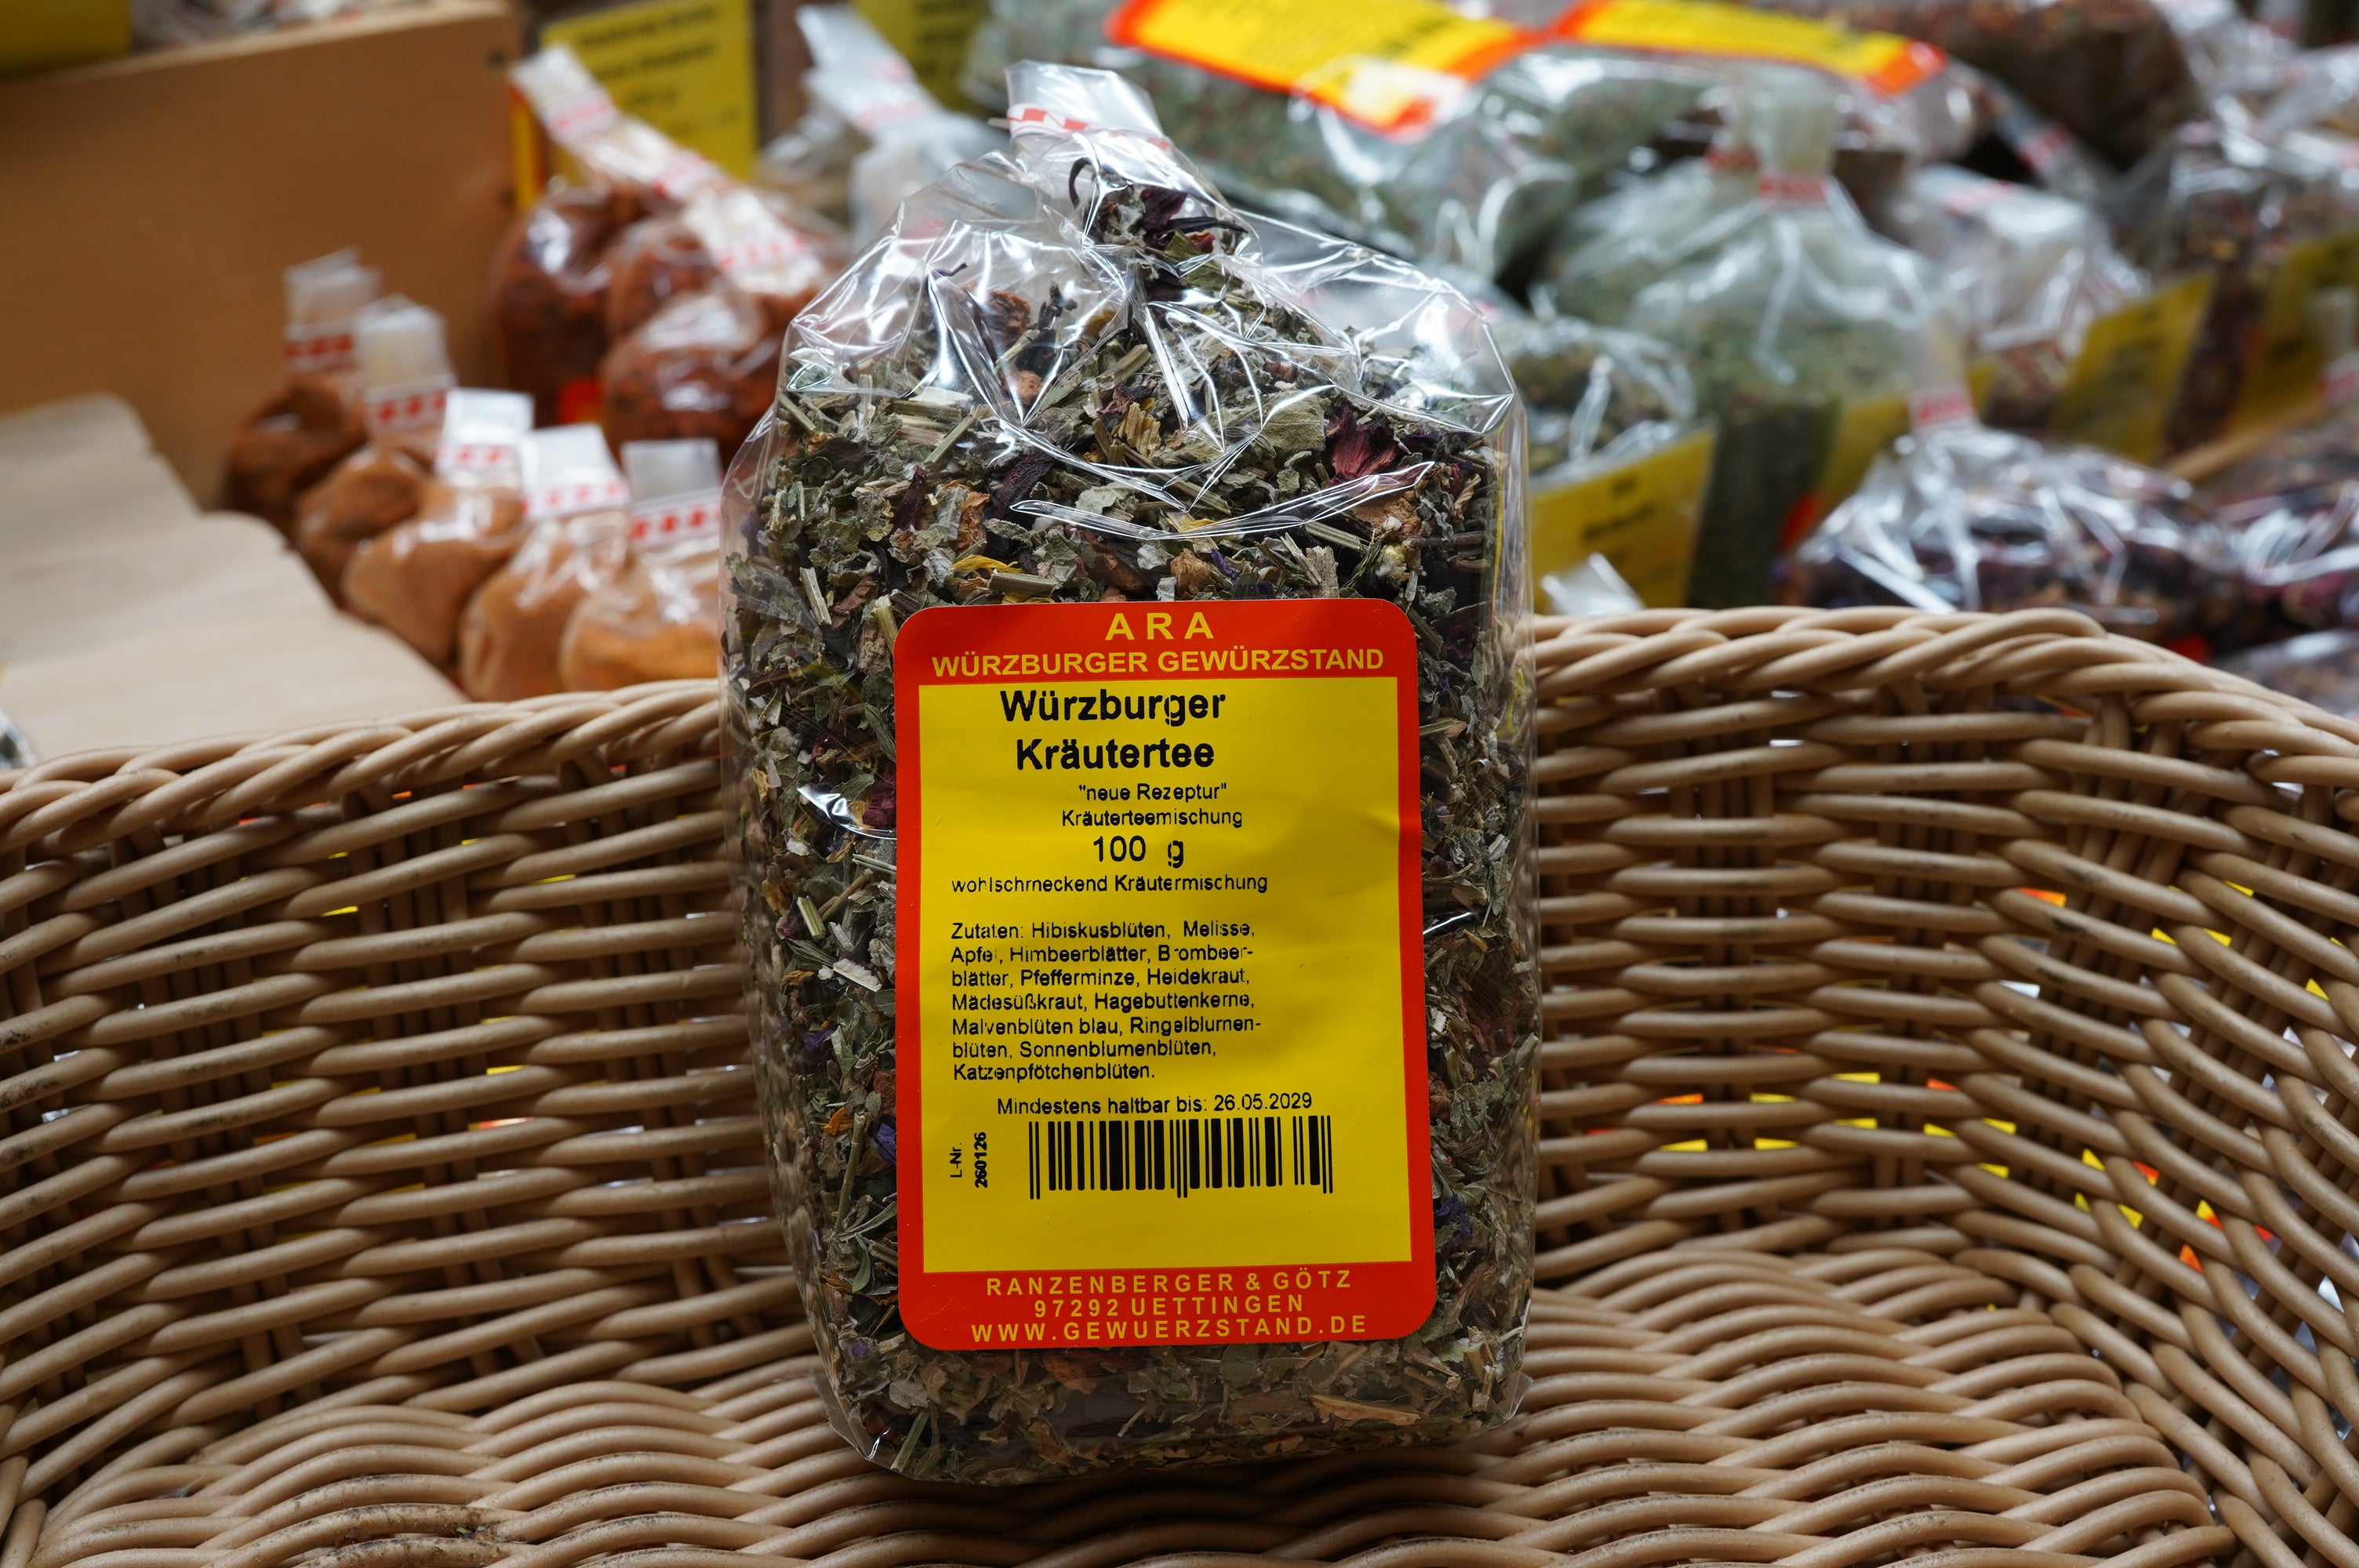 ARA
WÜRZBURGER GEWÜRZSTAND
Würzburger
Kräutertee
"neue Rezeptur"
Kräuterteemischung
100 g
wohlschmeckend Kräutermischung
Zutaten: Hibiskusblüten, Melisse,
Apfel, Himbeerblätter, Brombeer-
blätter, Pfefferminze, Heidekraut,
Mädesüßkraut, Hagebuttenkerne,
Malvenblüten blau, Ringelblumen-
blüten, Sonnenblumenblüten,
Katzenpfötchenblüten.
Mindestens haltbar bis: 26.05.2029
L-Nr.
260126
RANZENBERGER & GÖTZ
97292 UETTINGEN
WWW.GEWUERZSTAND.DE